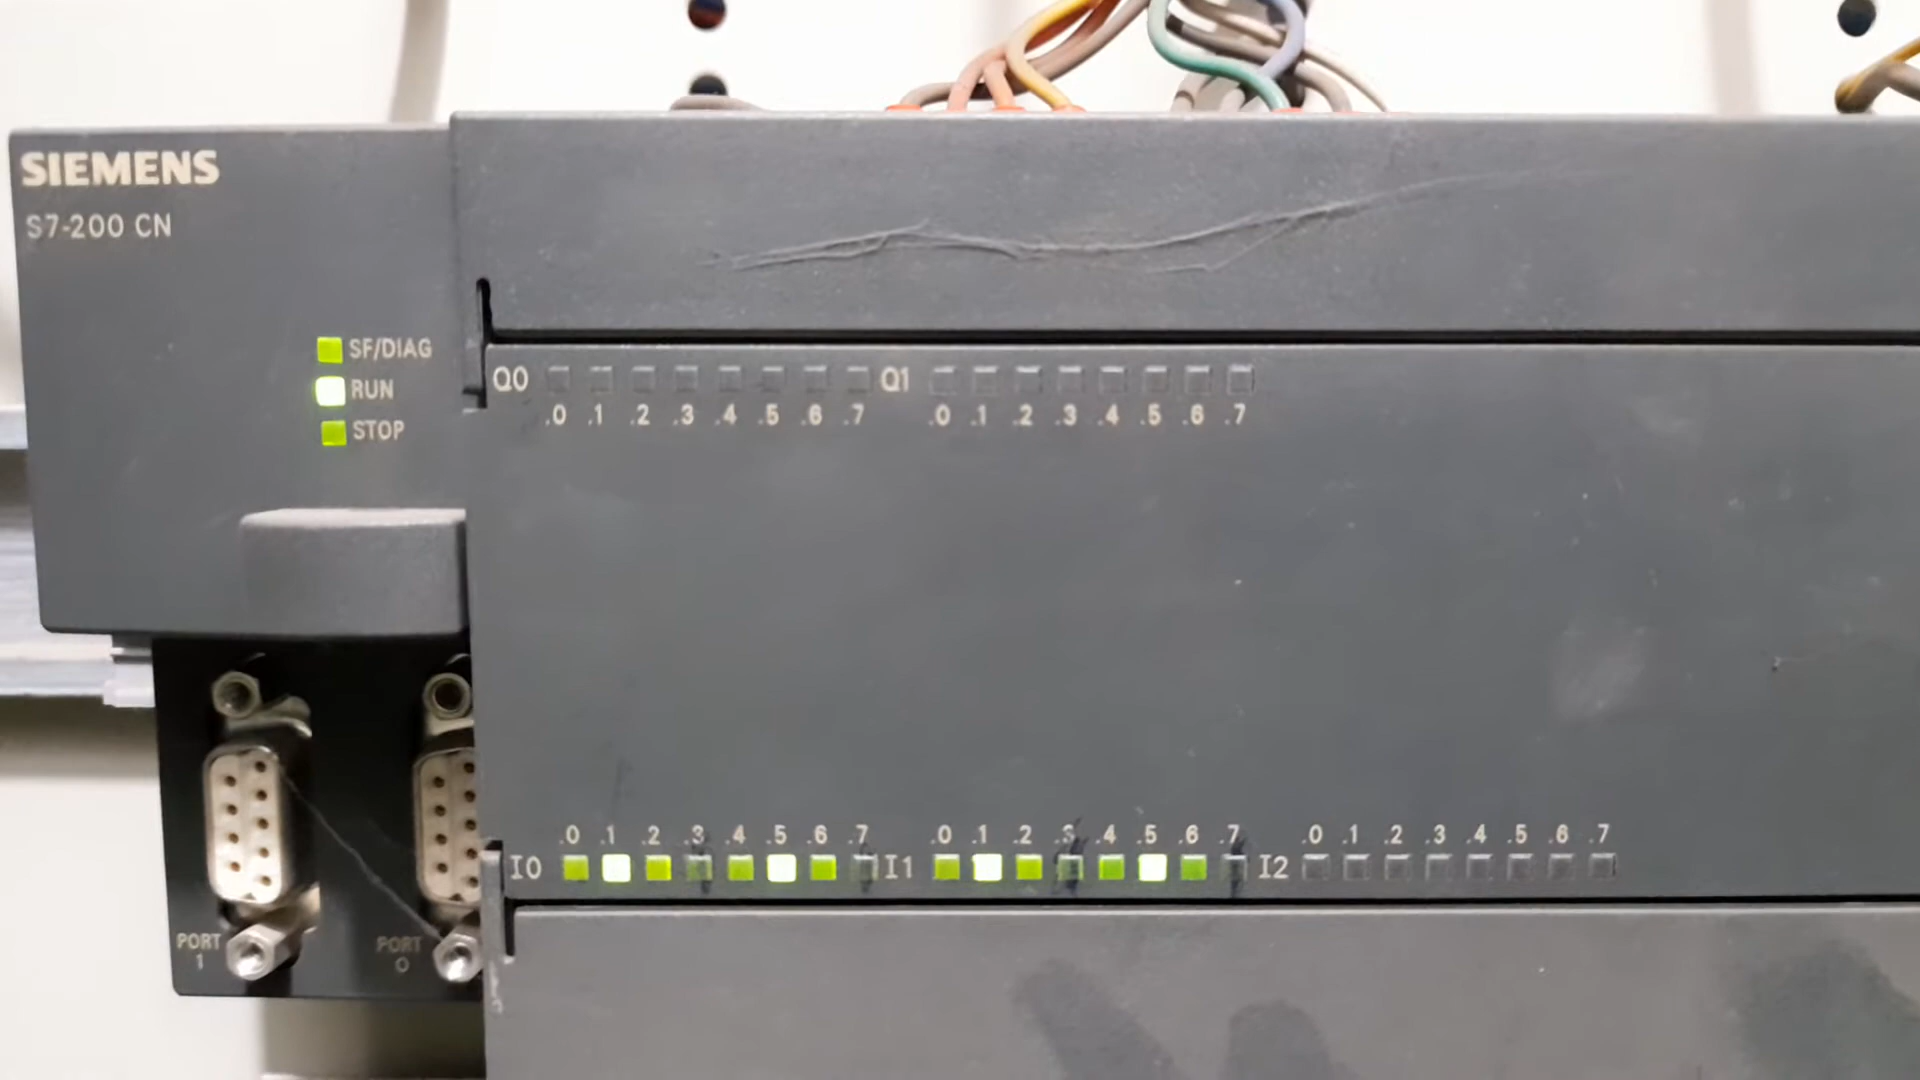 SIEMENS
S7-200 CN
SF/DIAG
RUN
STOP
Q0 .0 .1 .2 .3 .4 .5 .6 .7
Q1 .0 .1 .2 .3 .4 .5 .6 .7
I0 .0 .1 .2 .3 .4 .5 .6 .7
I1 .0 .1 .2 .3 .4 .5 .6 .7
I2 .0 .1 .2 .3 .4 .5 .6 .7
PORT
1
PORT
0